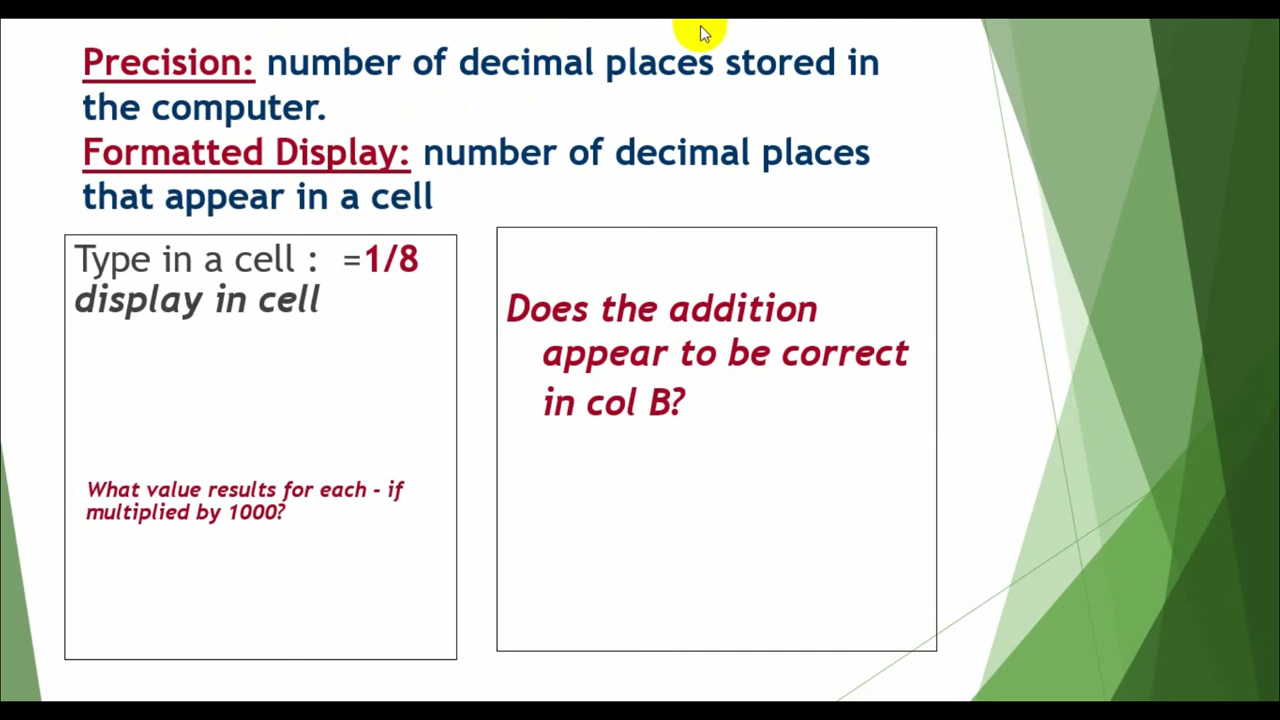 Precision: number of decimal places stored in
the computer.
Formatted Display: number of decimal places
that appear in a cell
Type in a cell : =1/8
display in cell
What value results for each - if
multiplied by 1000?
Does the addition
appear to be correct
in col B?